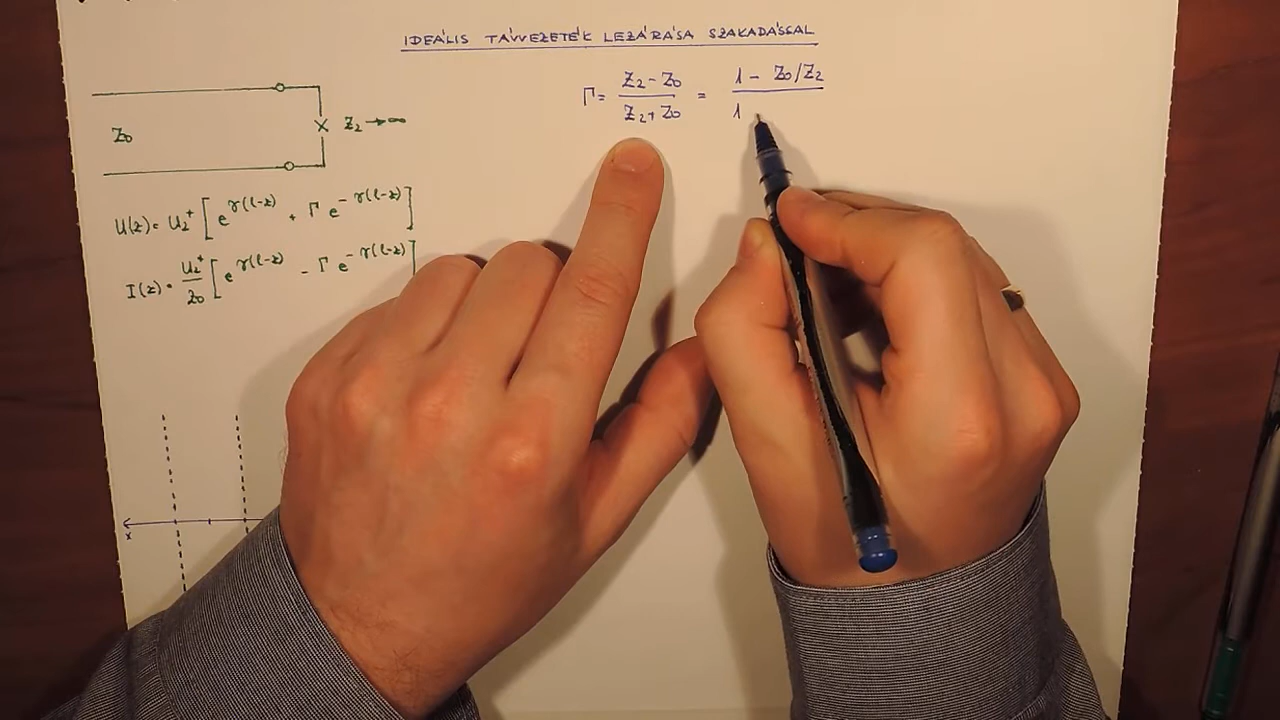 IDEÁLIS TÁVVEZETÉK LEZÁRÁSA SZAKADÁSSAL
Γ = (Z₂ - Z₀)/(Z₂ + Z₀) = (1 - Z₀/Z₂)/(1
Z₀
Z₂ → ∞
U(z) = U₂⁺ [ e^γ(l-z) + Γ e^-γ(l-z) ]
I(z) = U₂⁺/Z₀ [ e^γ(l-z) - Γ e^-γ(l-z) ]
x